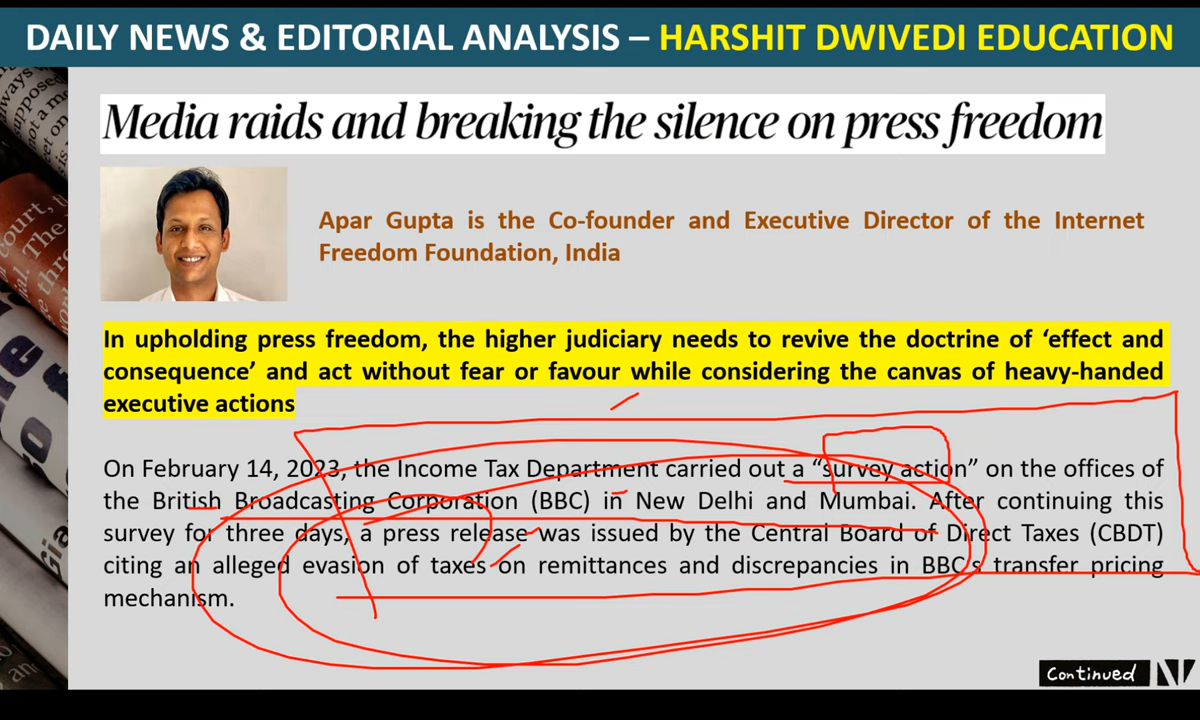 DAILY NEWS & EDITORIAL ANALYSIS – HARSHIT DWIVEDI EDUCATION
Media raids and breaking the silence on press freedom
Apar Gupta is the Co-founder and Executive Director of the Internet
Freedom Foundation, India
In upholding press freedom, the higher judiciary needs to revive the doctrine of ‘effect and
consequence’ and act without fear or favour while considering the canvas of heavy-handed
executive actions
On February 14, 2023, the Income Tax Department carried out a “survey action” on the offices of
the British Broadcasting Corporation (BBC) in New Delhi and Mumbai. After continuing this
survey for three days, a press release was issued by the Central Board of Direct Taxes (CBDT)
citing an alleged evasion of taxes on remittances and discrepancies in BBC's transfer pricing
mechanism.
Continued